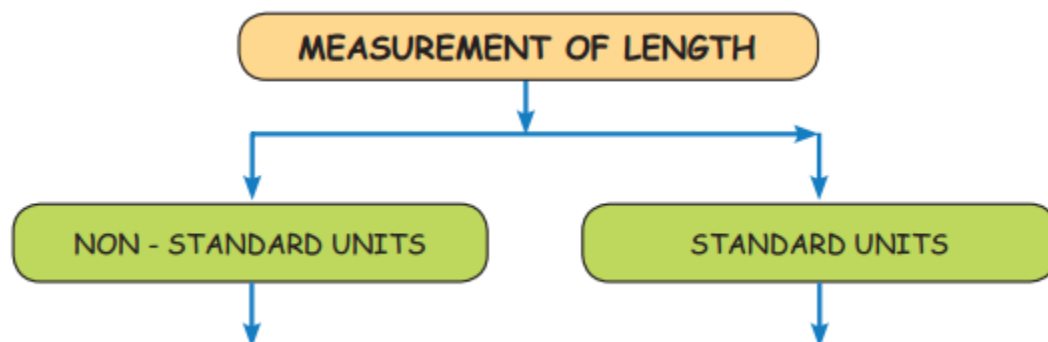 MEASUREMENT OF LENGTH
NON - STANDARD UNITS
STANDARD UNITS